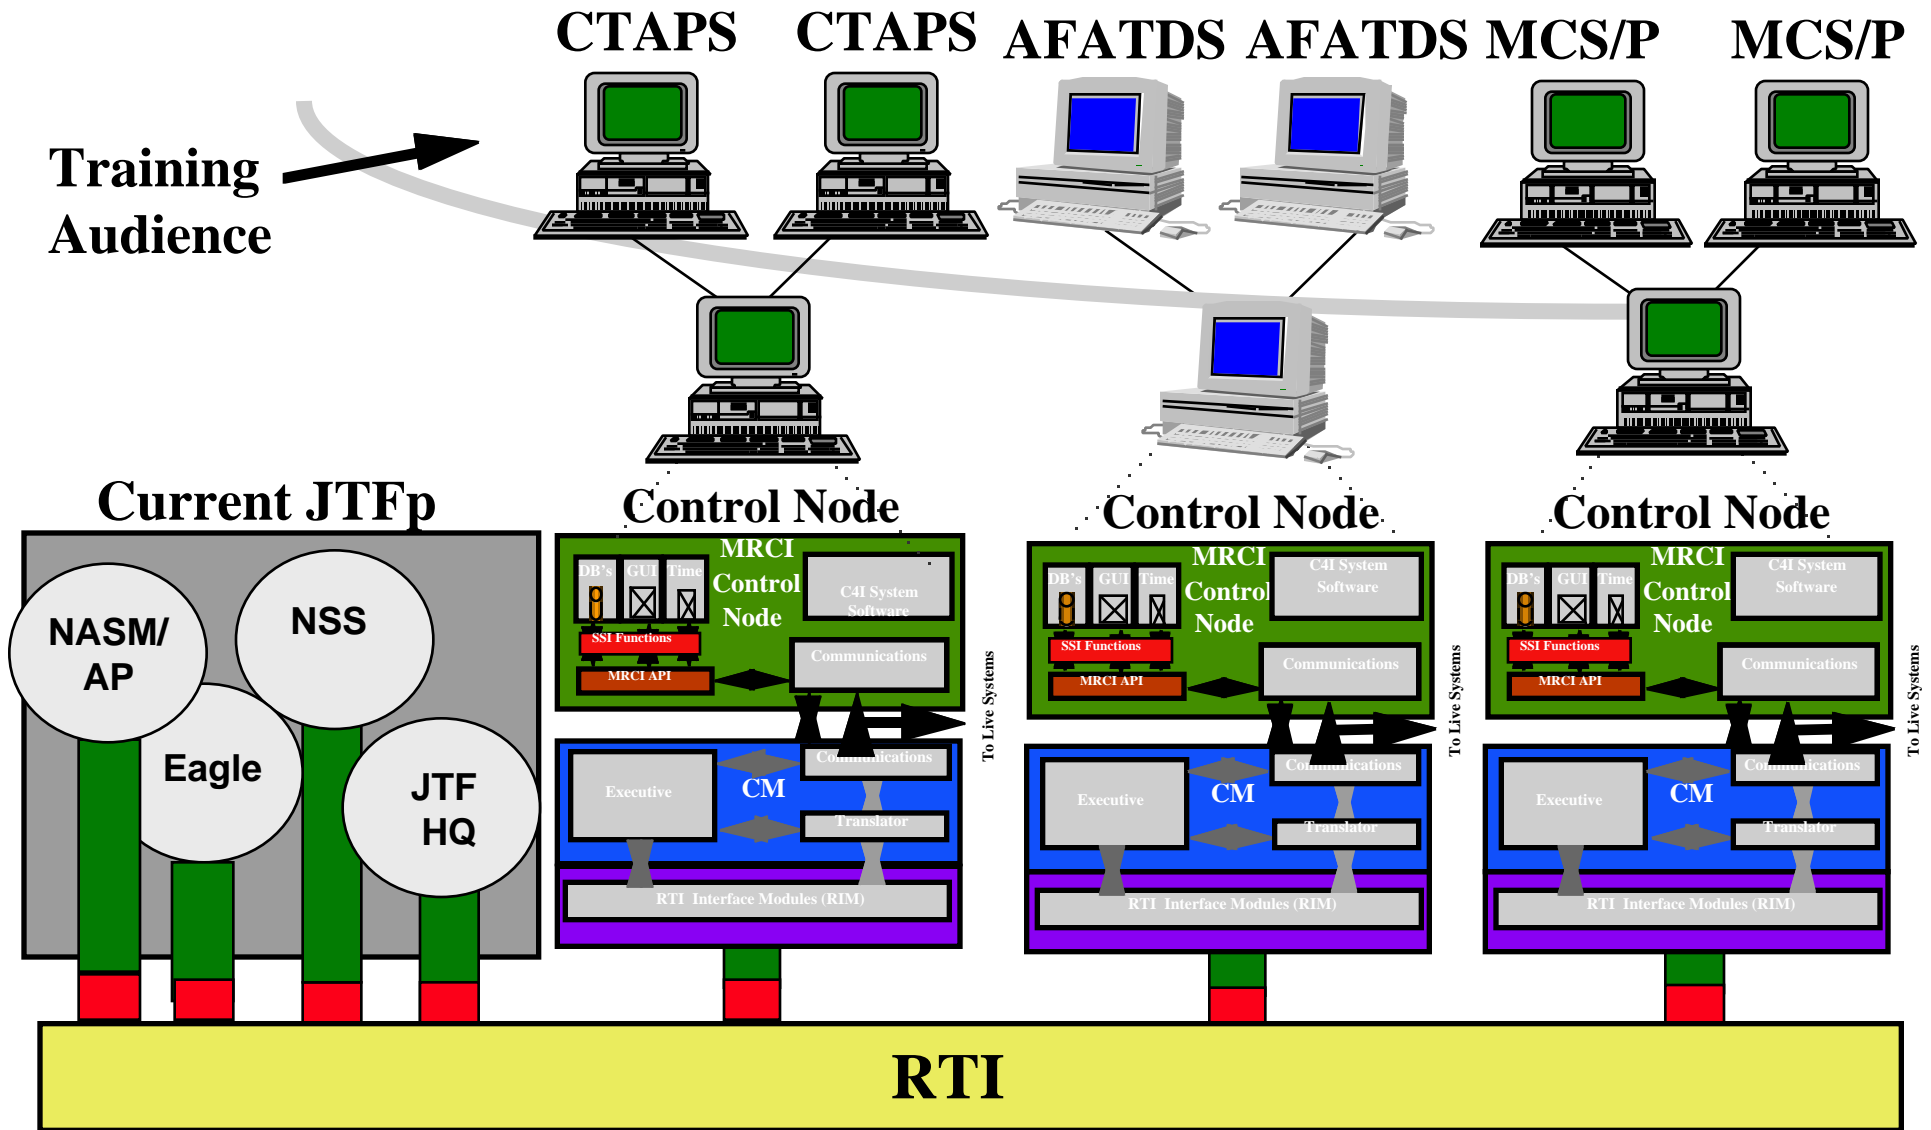 CTAPS CTAPS AFATDS AFATDS MCS/P MCS/P
Training
Audience
Current JTFp
NASM/
AP
NSS
Eagle
JTF
HQ
Control Node
MRCI
Control
Node
DB's GUI Time
C4I System
Software
SSI Functions
MRCI API
Communications
To Live Systems
Communications
Executive
CM
Translator
RTI Interface Modules (RIM)
Control Node
MRCI
Control
Node
DB's GUI Time
C4I System
Software
SSI Functions
MRCI API
Communications
To Live Systems
Communications
Executive
CM
Translator
RTI Interface Modules (RIM)
Control Node
MRCI
Control
Node
DB's GUI Time
C4I System
Software
SSI Functions
MRCI API
Communications
To Live Systems
Communications
Executive
CM
Translator
RTI Interface Modules (RIM)
RTI